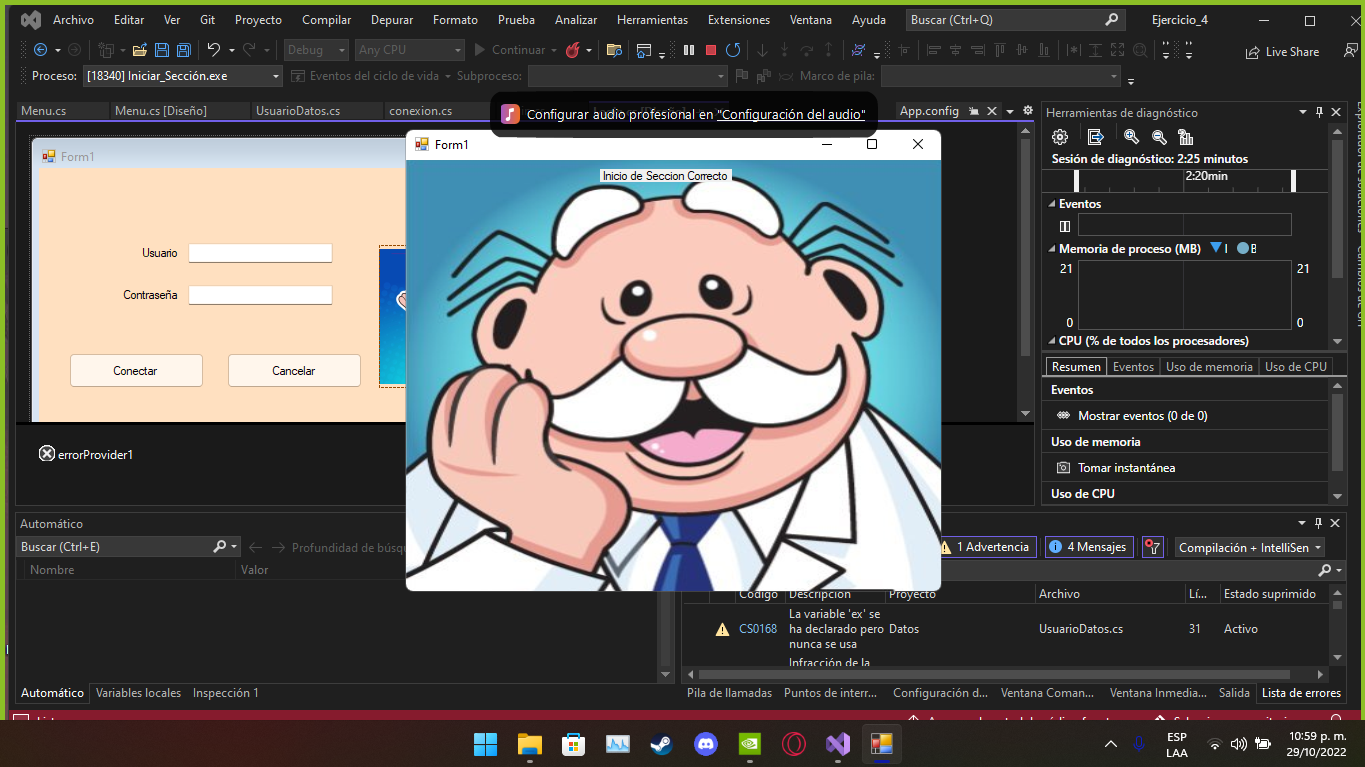 Archivo Editar Ver Git Proyecto Compilar Depurar Formato Prueba Analizar Herramientas Extensiones Ventana Ayuda Buscar (Ctrl+Q) Ejercicio_4
Debug Any CPU Continuar Live Share
Proceso: [18340] Iniciar_Sección.exe Eventos del ciclo de vida Subproceso: Marco de pila:
Menu.cs Menu.cs [Diseño] UsuarioDatos.cs conexion.cs App.config
Configurar audio profesional en "Configuración del audio"
Form1
Form1
Inicio de Seccion Correcto
Usuario
Contraseña
Conectar Cancelar
errorProvider1
Herramientas de diagnóstico
Sesión de diagnóstico: 2:25 minutos
2:20min
Eventos
Memoria de proceso (MB)
21 21
0 0
CPU (% de todos los procesadores)
Resumen Eventos Uso de memoria Uso de CPU
Eventos
Mostrar eventos (0 de 0)
Uso de memoria
Tomar instantánea
Uso de CPU
Automático
Buscar (Ctrl+E) Profundidad de búsqu
Nombre Valor
1 Advertencia 4 Mensajes Compilación + IntelliSen
Código Descripción Proyecto Archivo Lí... Estado suprimido
CS0168 La variable 'ex' se
ha declarado pero
nunca se usa
Datos UsuarioDatos.cs 31 Activo
Infracción de la
Automático Variables locales Inspección 1
Pila de llamadas Puntos de interr... Configuración d... Ventana Coman... Ventana Inmedia... Salida Lista de errores
ESP
LAA
10:59 p. m.
29/10/2022